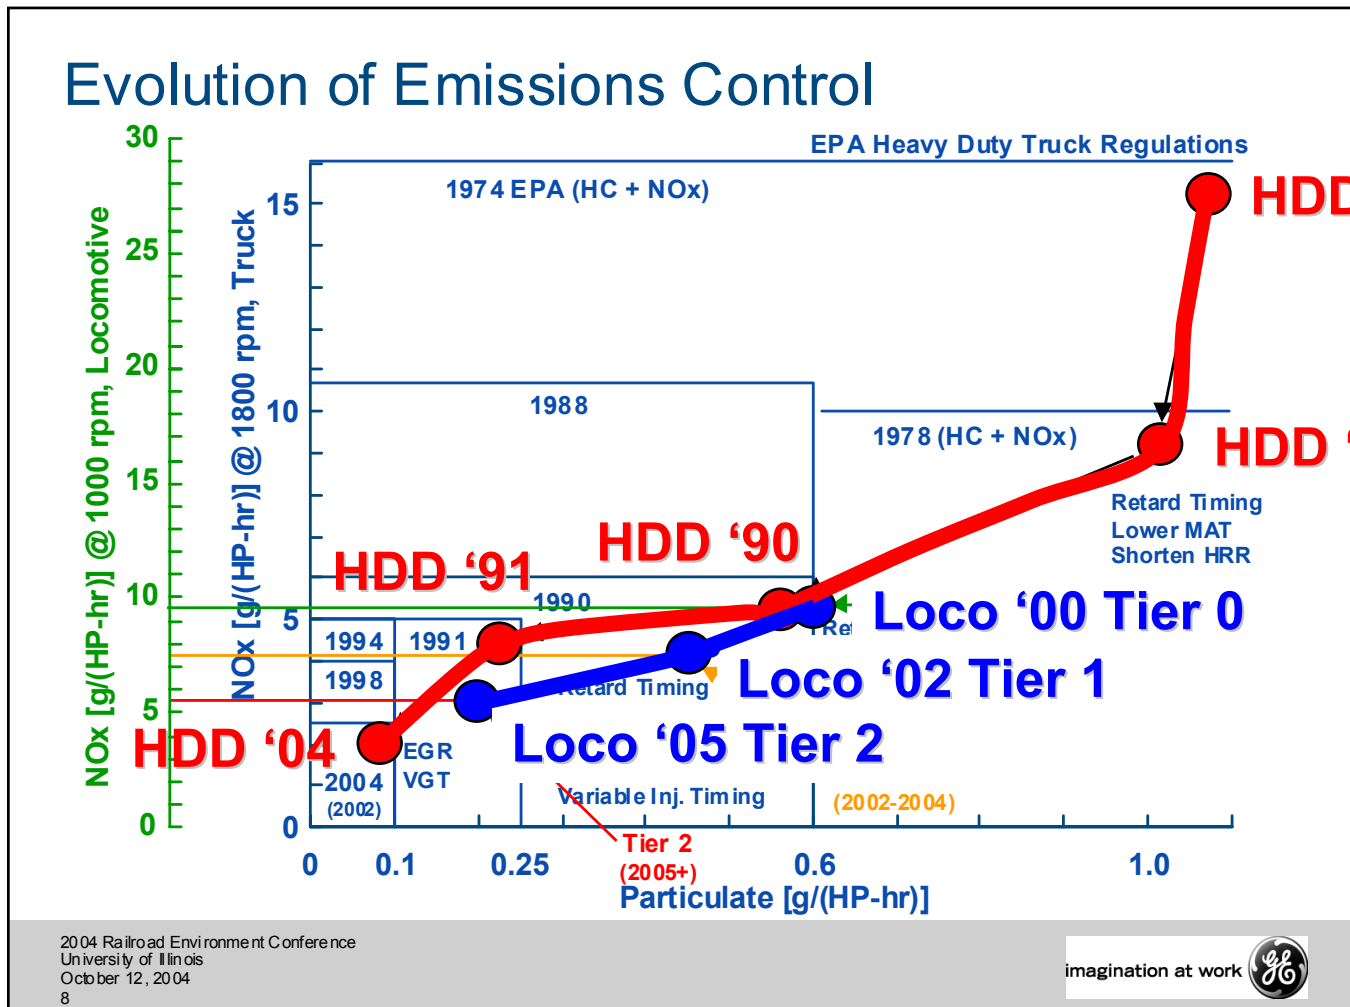 Evolution of Emissions Control
EPA Heavy Duty Truck Regulations
30
25
20
15
10
5
0
NOx [g/(HP-hr)] @ 1000 rpm, Locomotive
15
10
5
0
NOx [g/(HP-hr)] @ 1800 rpm, Truck
1974 EPA (HC + NOx)
HDD
1988
1978 (HC + NOx)
HDD ‘
Retard Timing
Lower MAT
Shorten HRR
HDD ‘90
HDD ‘91
1990
Loco ‘00 Tier 0
1994
1991
1998
Retard Timing
Loco ‘02 Tier 1
HDD ‘04
EGR
VGT
Loco ‘05 Tier 2
2004
(2002)
Variable Inj. Timing
(2002-2004)
Tier 2
(2005+)
0
0.1
0.25
0.6
1.0
Particulate [g/(HP-hr)]
2004 Railroad Environment Conference
University of Illinois
October 12, 2004
8
imagination at work
GE